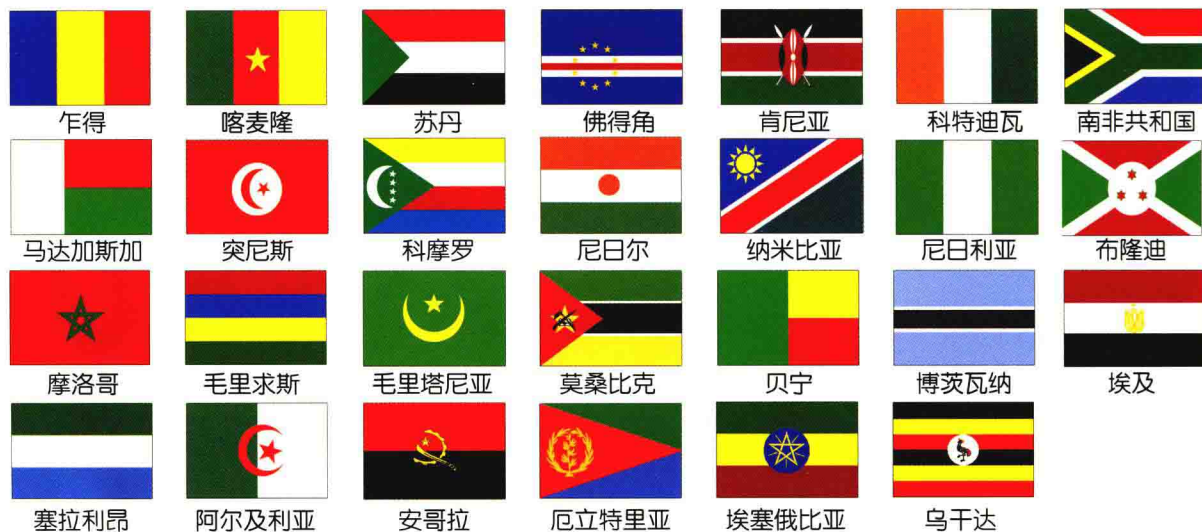 乍得 喀麦隆 苏丹 佛得角 肯尼亚 科特迪瓦 南非共和国
马达加斯加 突尼斯 科摩罗 尼日尔 纳米比亚 尼日利亚 布隆迪
摩洛哥 毛里求斯 毛里塔尼亚 莫桑比克 贝宁 博茨瓦纳 埃及
塞拉利昂 阿尔及利亚 安哥拉 厄立特里亚 埃塞俄比亚 乌干达